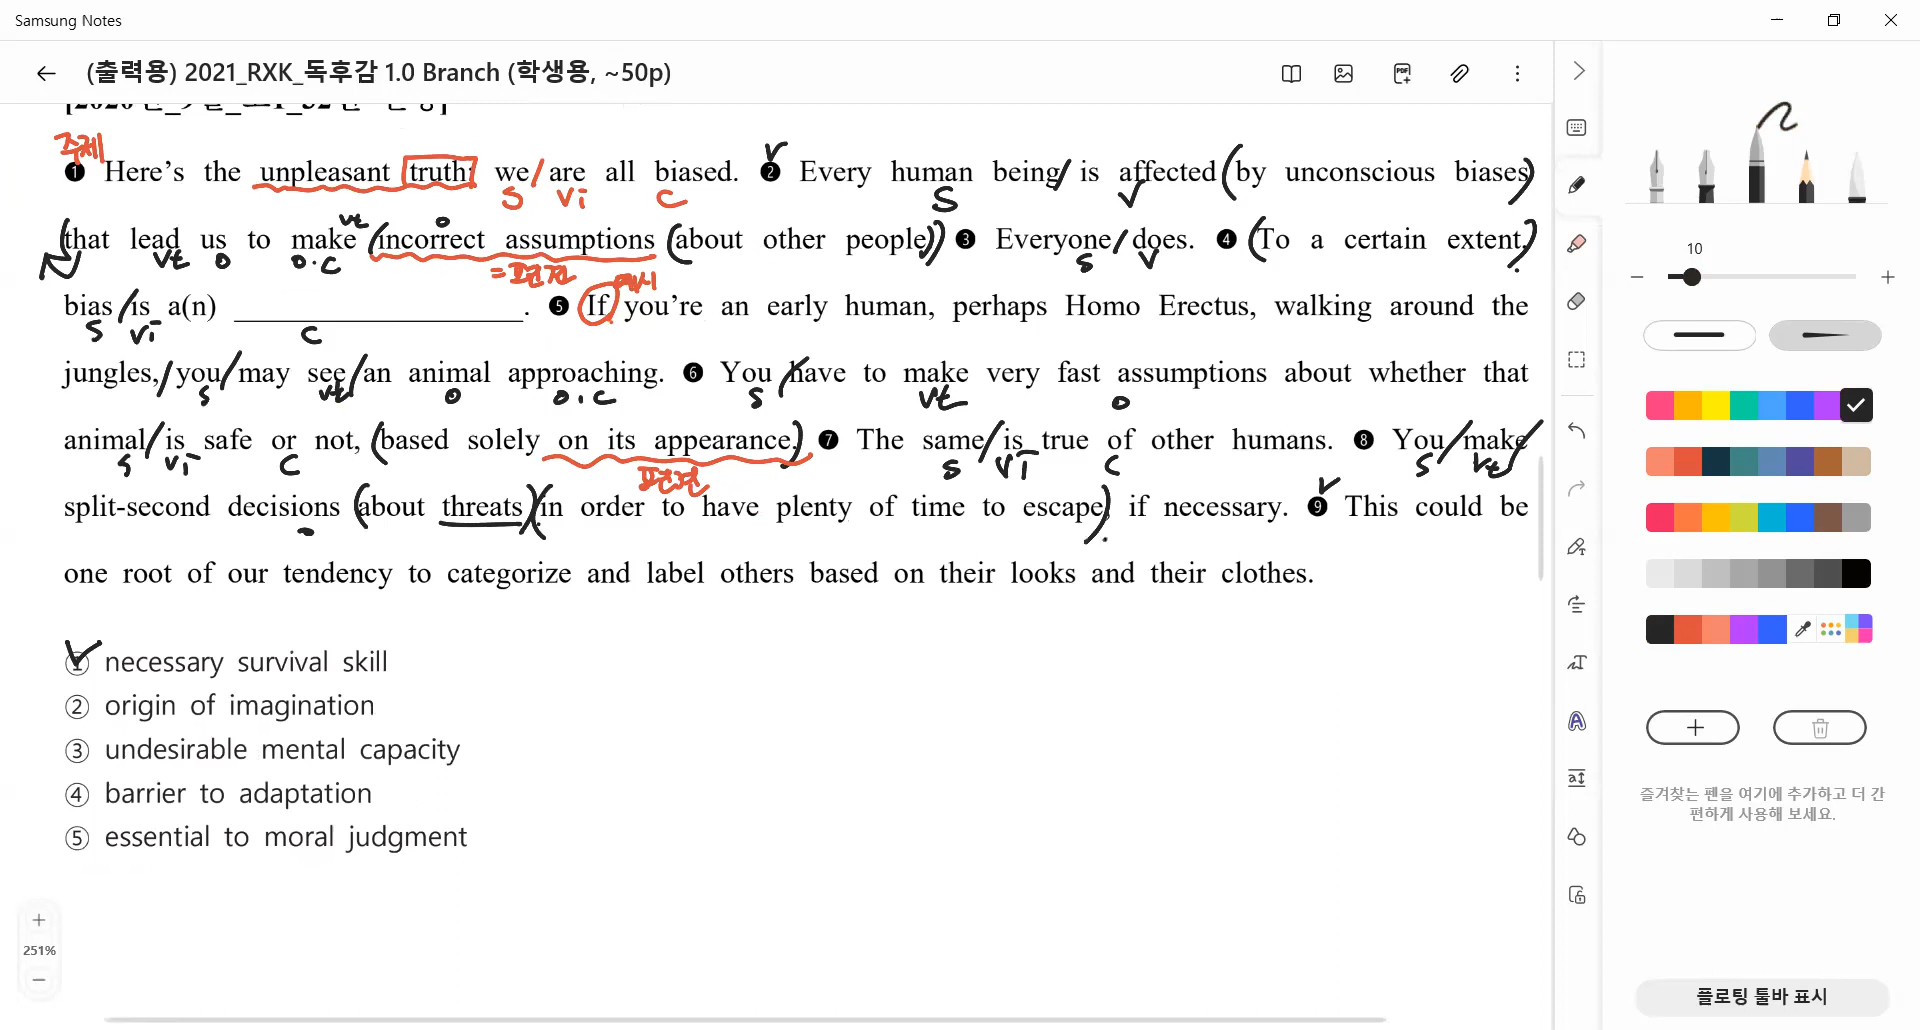 Samsung Notes
(출력용) 2021_RXK_독후감 1.0 Branch (학생용, ~50p)
주제
❶ Here's the unpleasant truth: we are all biased. ❷ Every human being is affected by unconscious biases
S Vi C S V
that lead us to make incorrect assumptions about other people. ❸ Everyone does. ❹ To a certain extent,
Vt O O.C Vt O =편견 S V
bias is a(n) ____________________. ❺ If you're an early human, perhaps Homo Erectus, walking around the
S Vi C 예시
jungles, you may see an animal approaching. ❻ You have to make very fast assumptions about whether that
S Vt O O.C S Vt O
animal is safe or not, based solely on its appearance. ❼ The same is true of other humans. ❽ You make
S Vi C 편견 S Vi C S Vt
split-second decisions about threats in order to have plenty of time to escape, if necessary. ❾ This could be
O
one root of our tendency to categorize and label others based on their looks and their clothes.
① necessary survival skill
② origin of imagination
③ undesirable mental capacity
④ barrier to adaptation
⑤ essential to moral judgment
251%
10
즐겨찾는 펜을 여기에 추가하고 더 간
편하게 사용해 보세요.
플로팅 툴바 표시